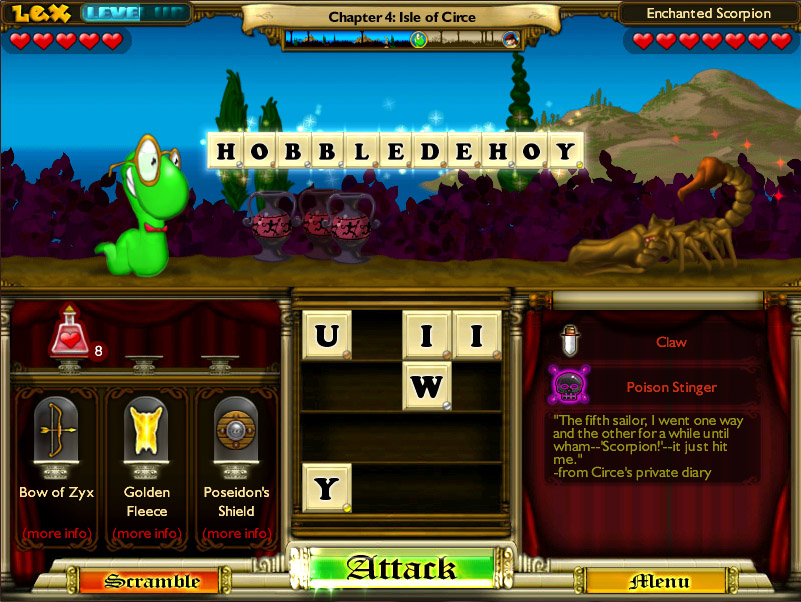 LEX LEVEL UP
Chapter 4: Isle of Circe
Enchanted Scorpion
HOBBLEDEHOY
8
Bow of Zyx
(more info)
Golden
Fleece
(more info)
Poseidon's
Shield
(more info)
U I I
W
Y
Claw
Poison Stinger
"The fifth sailor, I went one way
and the other for a while until
wham--'Scorpion!'--it just hit
me."
-from Circe's private diary
Scramble
Attack
Menu